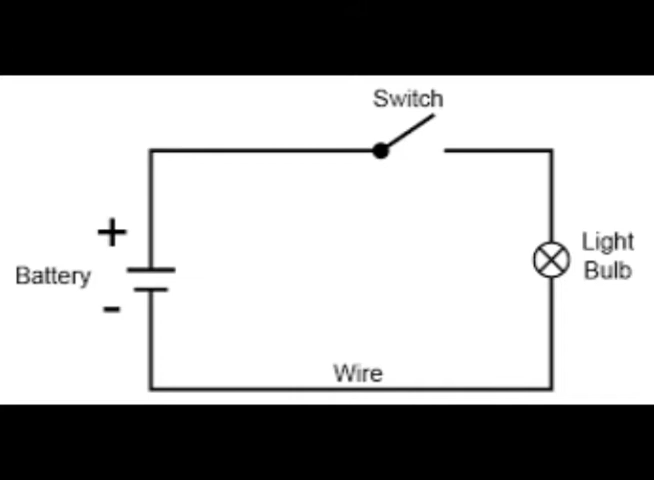 Switch
+
Light
Bulb
Battery
-
Wire